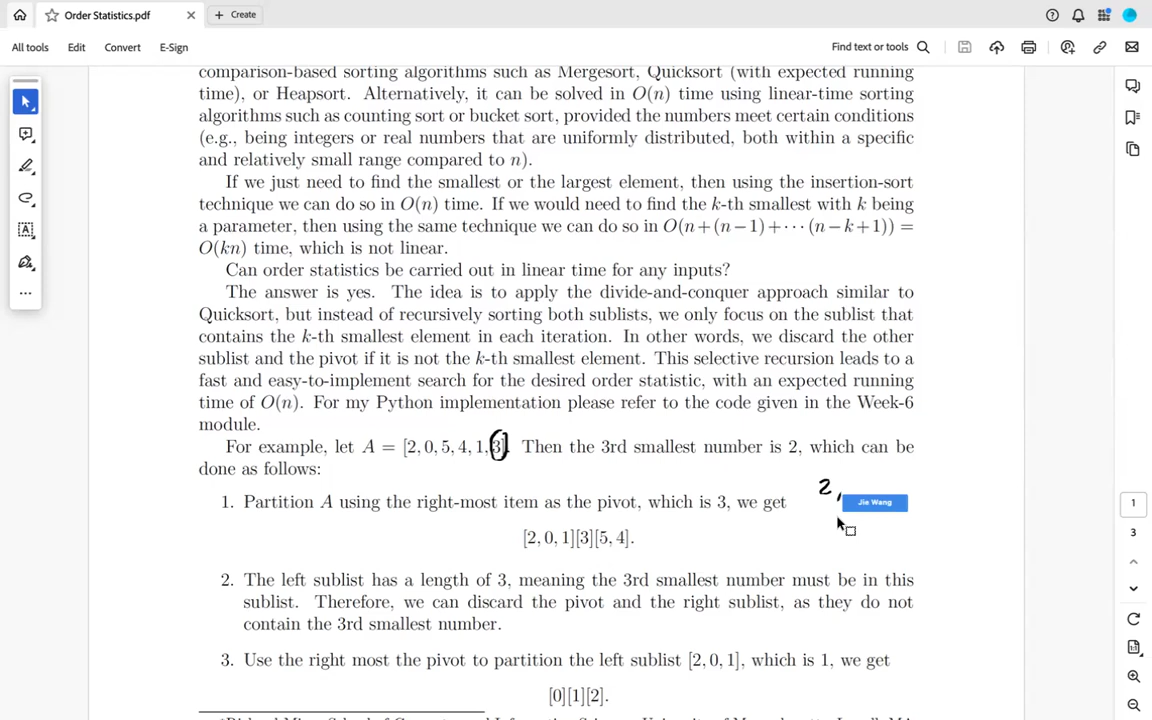 Order Statistics.pdf
Create
All tools
Edit
Convert
E-Sign
Find text or tools
comparison-based sorting algorithms such as Mergesort, Quicksort (with expected running
time), or Heapsort. Alternatively, it can be solved in O(n) time using linear-time sorting
algorithms such as counting sort or bucket sort, provided the numbers meet certain conditions
(e.g., being integers or real numbers that are uniformly distributed, both within a specific
and relatively small range compared to n).
If we just need to find the smallest or the largest element, then using the insertion-sort
technique we can do so in O(n) time. If we would need to find the k-th smallest with k being
a parameter, then using the same technique we can do so in O(n+(n−1)+···(n−k+1)) =
O(kn) time, which is not linear.
Can order statistics be carried out in linear time for any inputs?
The answer is yes. The idea is to apply the divide-and-conquer approach similar to
Quicksort, but instead of recursively sorting both sublists, we only focus on the sublist that
contains the k-th smallest element in each iteration. In other words, we discard the other
sublist and the pivot if it is not the k-th smallest element. This selective recursion leads to a
fast and easy-to-implement search for the desired order statistic, with an expected running
time of O(n). For my Python implementation please refer to the code given in the Week-6
module.
For example, let A = [2, 0, 5, 4, 1, 3]. Then the 3rd smallest number is 2, which can be
done as follows:
2,
1. Partition A using the right-most item as the pivot, which is 3, we get
Jie Wang
1
[2, 0, 1][3][5, 4].
3
2. The left sublist has a length of 3, meaning the 3rd smallest number must be in this
sublist. Therefore, we can discard the pivot and the right sublist, as they do not
contain the 3rd smallest number.
3. Use the right most the pivot to partition the left sublist [2, 0, 1], which is 1, we get
[0][1][2].